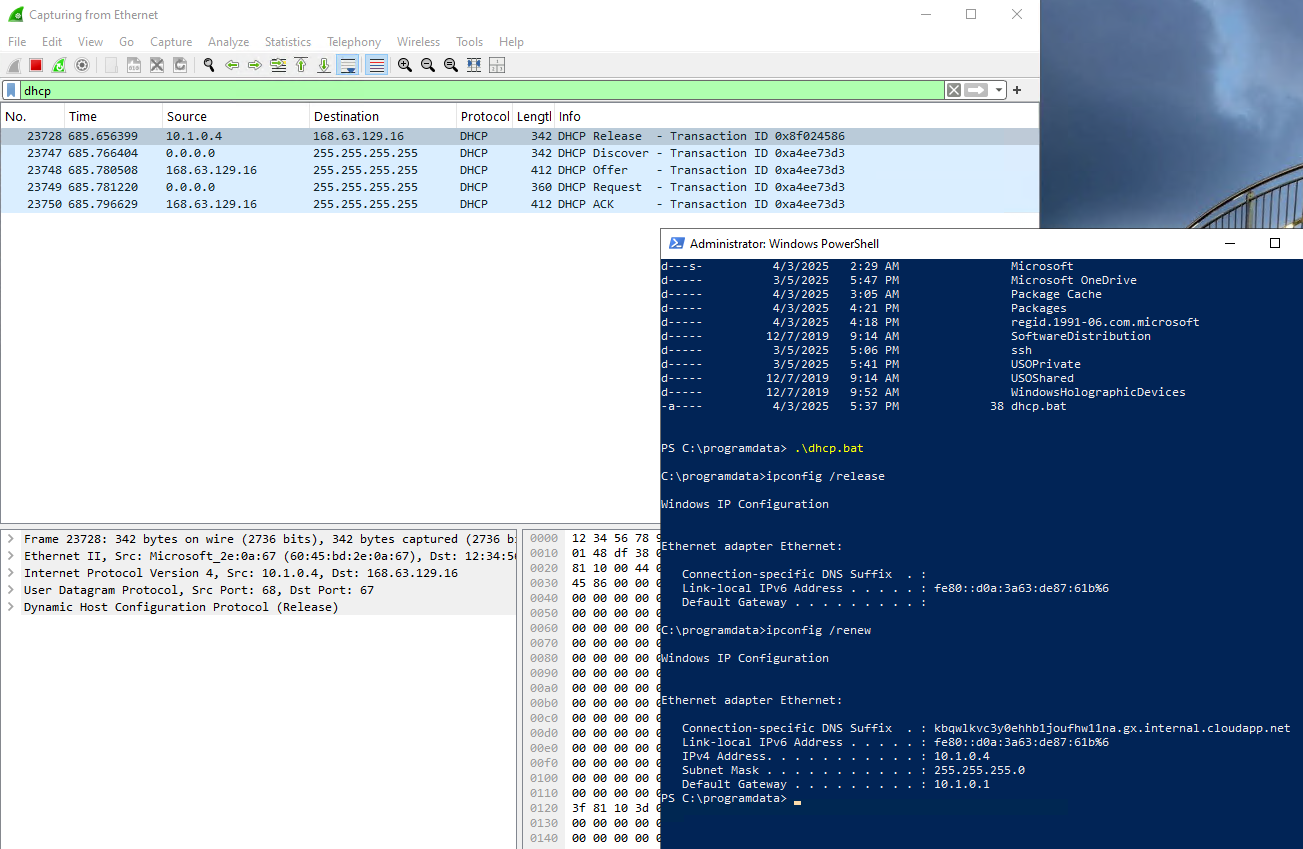 Capturing from Ethernet
File Edit View Go Capture Analyze Statistics Telephony Wireless Tools Help
dhcp
No. Time Source Destination Protocol Lengtl Info
23728 685.656399 10.1.0.4 168.63.129.16 DHCP 342 DHCP Release - Transaction ID 0x8f024586
23747 685.766404 0.0.0.0 255.255.255.255 DHCP 342 DHCP Discover - Transaction ID 0xa4ee73d3
23748 685.780508 168.63.129.16 255.255.255.255 DHCP 412 DHCP Offer - Transaction ID 0xa4ee73d3
23749 685.781220 0.0.0.0 255.255.255.255 DHCP 360 DHCP Request - Transaction ID 0xa4ee73d3
23750 685.796629 168.63.129.16 255.255.255.255 DHCP 412 DHCP ACK - Transaction ID 0xa4ee73d3
Frame 23728: 342 bytes on wire (2736 bits), 342 bytes captured (2736 bi
Ethernet II, Src: Microsoft_2e:0a:67 (60:45:bd:2e:0a:67), Dst: 12:34:56
Internet Protocol Version 4, Src: 10.1.0.4, Dst: 168.63.129.16
User Datagram Protocol, Src Port: 68, Dst Port: 67
Dynamic Host Configuration Protocol (Release)
0000 12 34 56 78
0010 01 48 df 38
0020 81 10 00 44
0030 45 86 00 00
0040 00 00 00 00
0050 00 00 00 00
0060 00 00 00 00
0070 00 00 00 00
0080 00 00 00 00
0090 00 00 00 00
00a0 00 00 00 00
00b0 00 00 00 00
00c0 00 00 00 00
00d0 00 00 00 00
00e0 00 00 00 00
00f0 00 00 00 00
0100 00 00 00 00
0110 00 00 00 00
0120 3f 81 10 3d
0130 00 00 00 00
0140 00 00 00 00
Administrator: Windows PowerShell
d---s- 4/3/2025 2:29 AM Microsoft
d----- 3/5/2025 5:47 PM Microsoft OneDrive
d----- 4/3/2025 3:05 AM Package Cache
d----- 4/3/2025 4:21 PM Packages
d----- 4/3/2025 4:18 PM regid.1991-06.com.microsoft
d----- 12/7/2019 9:14 AM SoftwareDistribution
d----- 3/5/2025 5:06 PM ssh
d----- 3/5/2025 5:41 PM USOPrivate
d----- 12/7/2019 9:14 AM USOShared
d----- 12/7/2019 9:52 AM WindowsHolographicDevices
-a---- 4/3/2025 5:37 PM 38 dhcp.bat
PS C:\programdata> .\dhcp.bat
C:\programdata>ipconfig /release
Windows IP Configuration
Ethernet adapter Ethernet:
Connection-specific DNS Suffix . :
Link-local IPv6 Address . . . . . : fe80::d0a:3a63:de87:61b%6
Default Gateway . . . . . . . . . :
C:\programdata>ipconfig /renew
Windows IP Configuration
Ethernet adapter Ethernet:
Connection-specific DNS Suffix . : kbqwlkvc3y0ehhb1joufhw11na.gx.internal.cloudapp.net
Link-local IPv6 Address . . . . . : fe80::d0a:3a63:de87:61b%6
IPv4 Address. . . . . . . . . . . : 10.1.0.4
Subnet Mask . . . . . . . . . . . : 255.255.255.0
Default Gateway . . . . . . . . . : 10.1.0.1
PS C:\programdata>